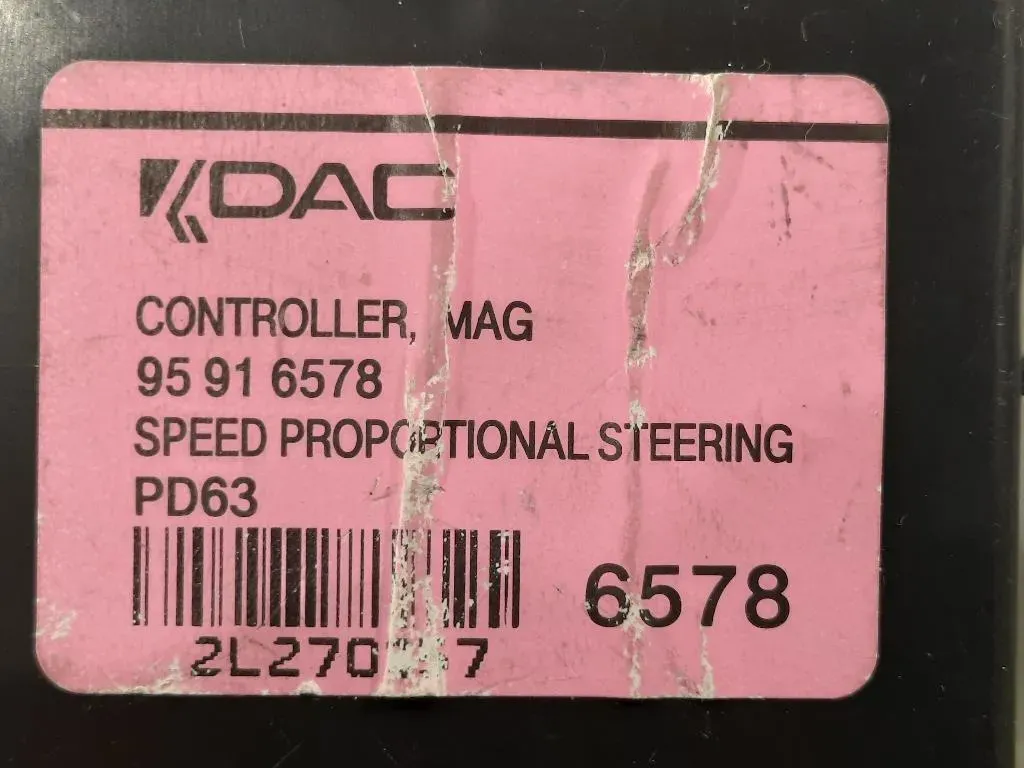 DAC
CONTROLLER, MAG
95 91 6578
SPEED PROPORTIONAL STEERING
PD63
6578